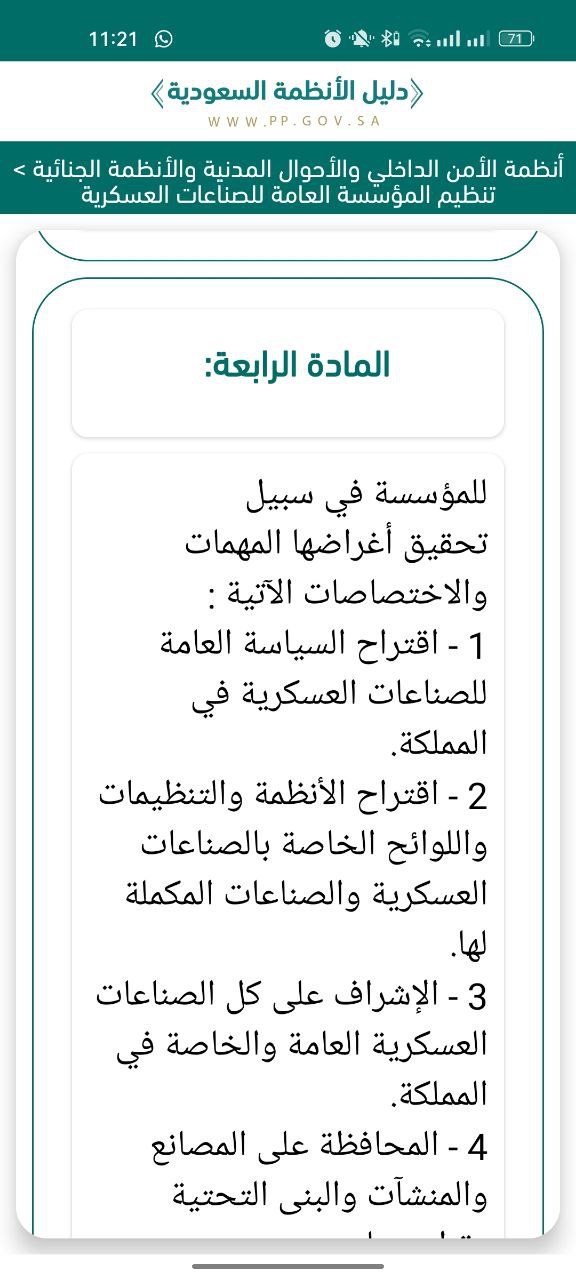 11:21
71
دليل الأنظمة السعودية
WWW.PP.GOV.SA
أنظمة الأمن الداخلي والأحوال المدنية والأنظمة الجنائية >
تنظيم المؤسسة العامة للصناعات العسكرية
المادة الرابعة:
للمؤسسة في سبيل
تحقيق أغراضها المهمات
والاختصاصات الآتية :
1 - اقتراح السياسة العامة
للصناعات العسكرية في
المملكة.
2 - اقتراح الأنظمة والتنظيمات
واللوائح الخاصة بالصناعات
العسكرية والصناعات المكملة
لها.
3 - الإشراف على كل الصناعات
العسكرية العامة والخاصة في
المملكة.
4 - المحافظة على المصانع
والمنشآت والبنى التحتية